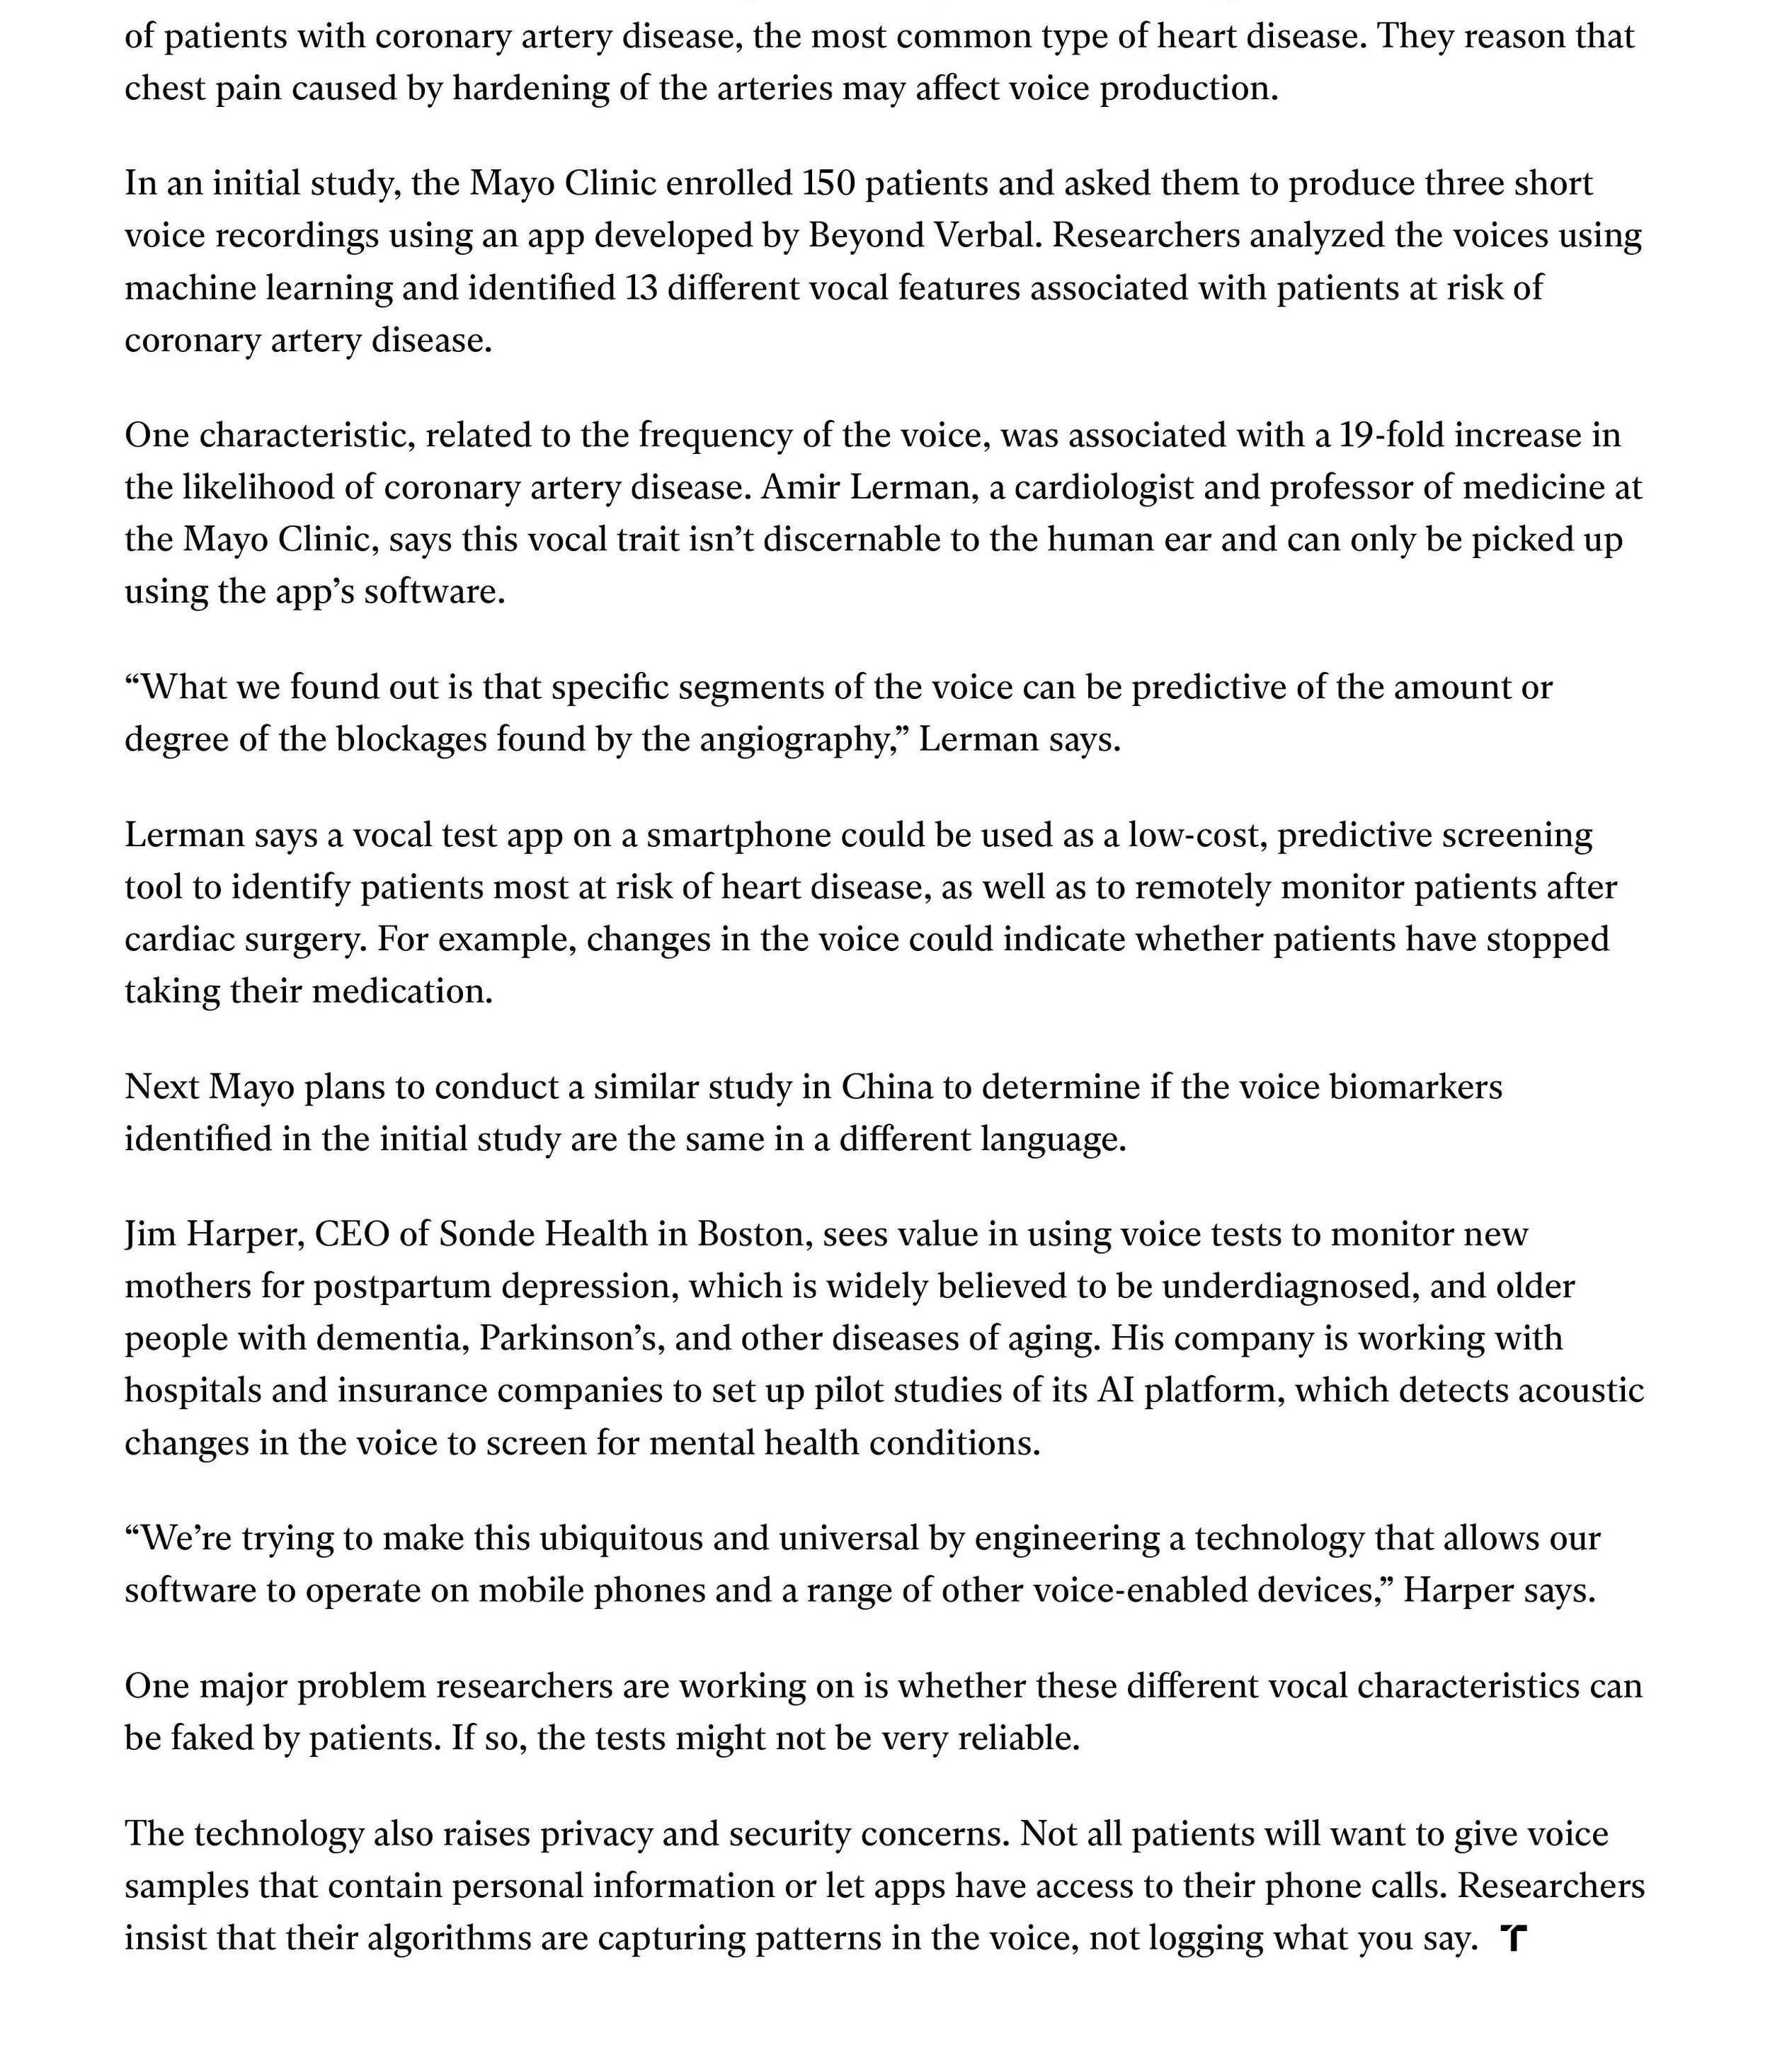 of patients with coronary artery disease, the most common type of heart disease. They reason that
chest pain caused by hardening of the arteries may affect voice production.
In an initial study, the Mayo Clinic enrolled 150 patients and asked them to produce three short
voice recordings using an app developed by Beyond Verbal. Researchers analyzed the voices using
machine learning and identified 13 different vocal features associated with patients at risk of
coronary artery disease.
One characteristic, related to the frequency of the voice, was associated with a 19-fold increase in
the likelihood of coronary artery disease. Amir Lerman, a cardiologist and professor of medicine at
the Mayo Clinic, says this vocal trait isn’t discernable to the human ear and can only be picked up
using the app’s software.
“What we found out is that specific segments of the voice can be predictive of the amount or
degree of the blockages found by the angiography,” Lerman says.
Lerman says a vocal test app on a smartphone could be used as a low-cost, predictive screening
tool to identify patients most at risk of heart disease, as well as to remotely monitor patients after
cardiac surgery. For example, changes in the voice could indicate whether patients have stopped
taking their medication.
Next Mayo plans to conduct a similar study in China to determine if the voice biomarkers
identified in the initial study are the same in a different language.
Jim Harper, CEO of Sonde Health in Boston, sees value in using voice tests to monitor new
mothers for postpartum depression, which is widely believed to be underdiagnosed, and older
people with dementia, Parkinson’s, and other diseases of aging. His company is working with
hospitals and insurance companies to set up pilot studies of its AI platform, which detects acoustic
changes in the voice to screen for mental health conditions.
“We’re trying to make this ubiquitous and universal by engineering a technology that allows our
software to operate on mobile phones and a range of other voice-enabled devices,” Harper says.
One major problem researchers are working on is whether these different vocal characteristics can
be faked by patients. If so, the tests might not be very reliable.
The technology also raises privacy and security concerns. Not all patients will want to give voice
samples that contain personal information or let apps have access to their phone calls. Researchers
insist that their algorithms are capturing patterns in the voice, not logging what you say.